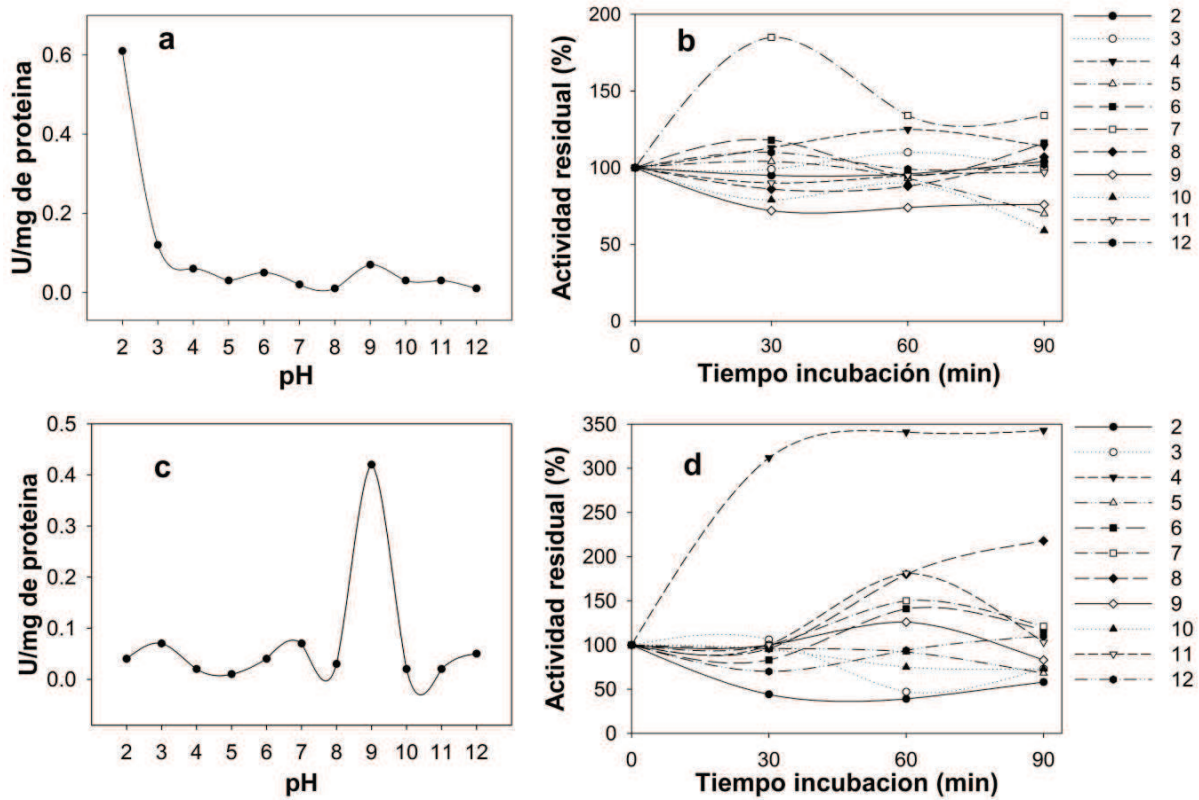 a
U/mg de proteina
0.6
0.4
0.2
0.0
2 3 4 5 6 7 8 9 10 11 12
pH
b
Actividad residual (%)
200
150
100
50
0
0 30 60 90
Tiempo incubación (min)
2
3
4
5
6
7
8
9
10
11
12
c
U/mg de proteina
0.5
0.4
0.3
0.2
0.1
0.0
2 3 4 5 6 7 8 9 10 11 12
pH
d
Actividad residual (%)
350
300
250
200
150
100
50
0
0 30 60 90
Tiempo incubacion (min)
2
3
4
5
6
7
8
9
10
11
12